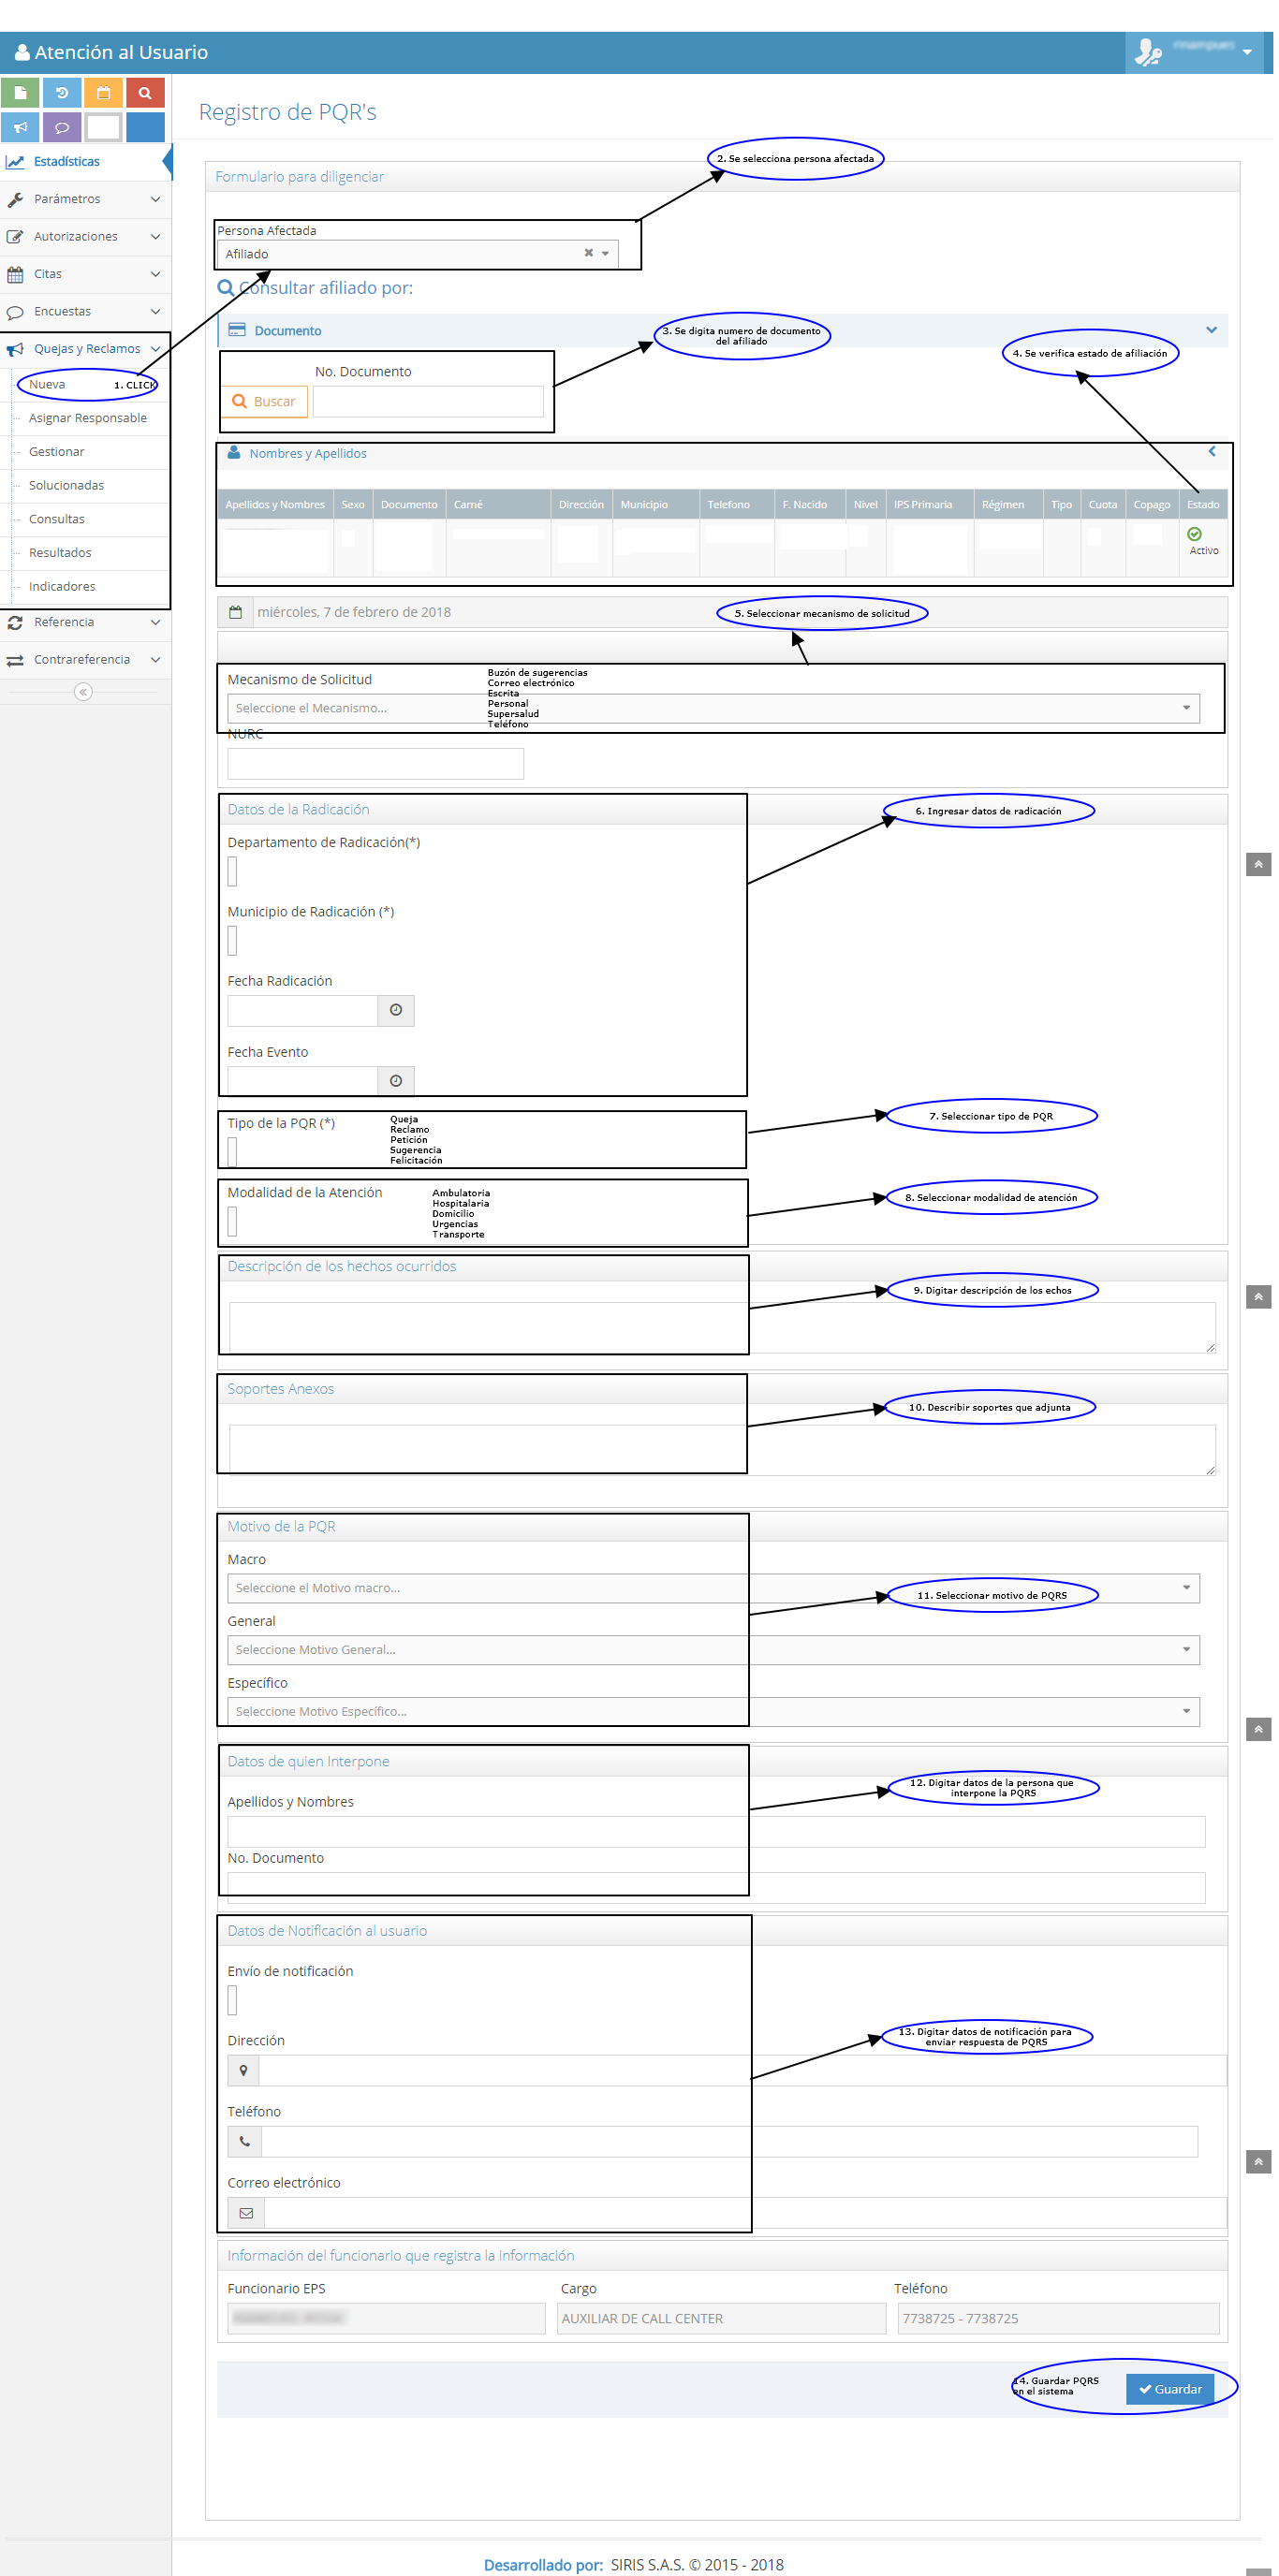 Atención al Usuario
Registro de PQR's
Estadísticas
Parámetros
Autorizaciones
Citas
Encuestas
Quejas y Reclamos
Nueva
1. CLICK
Asignar Responsable
Gestionar
Solucionadas
Consultas
Resultados
Indicadores
Referencia
Contrareferencia
2. Se selecciona persona afectada
Formulario para diligenciar
Persona Afectada
Afiliado
Consultar afiliado por:
Documento
3. Se digita numero de documento
del afiliado
4. Se verifica estado de afiliación
No. Documento
Buscar
Nombres y Apellidos
Apellidos y Nombres Sexo Documento Carné Dirección Municipio Telefono F. Nacido Nivel IPS Primaria Régimen Tipo Cuota Copago Estado
Activo
miércoles, 7 de febrero de 2018
5. Seleccionar mecanismo de solicitud
Mecanismo de Solicitud
Seleccione el Mecanismo...
Buzón de sugerencias
Correo electrónico
Escrita
Personal
Supersalud
Teléfono
NURC
Datos de la Radicación
6. Ingresar datos de radicación
Departamento de Radicación(*)
Municipio de Radicación (*)
Fecha Radicación
Fecha Evento
Tipo de la PQR (*)
Queja
Reclamo
Petición
Sugerencia
Felicitación
7. Seleccionar tipo de PQR
Modalidad de la Atención
Ambulatoria
Hospitalaria
Domicilio
Urgencias
Transporte
8. Seleccionar modalidad de atención
Descripción de los hechos ocurridos
9. Digitar descripción de los echos
Soportes Anexos
10. Describir soportes que adjunta
Motivo de la PQR
Macro
Seleccione el Motivo macro...
11. Seleccionar motivo de PQRS
General
Seleccione Motivo General...
Específico
Seleccione Motivo Específico...
Datos de quien Interpone
12. Digitar datos de la persona que
interpone la PQRS
Apellidos y Nombres
No. Documento
Datos de Notificación al usuario
Envío de notificación
Dirección
13. Digitar datos de notificación para
enviar respuesta de PQRS
Teléfono
Correo electrónico
Información del funcionario que registra la información
Funcionario EPS Cargo Teléfono
AUXILIAR DE CALL CENTER 7738725 - 7738725
14. Guardar PQRS
en el sistema
Guardar
Desarrollado por: SIRIS S.A.S. © 2015 - 2018